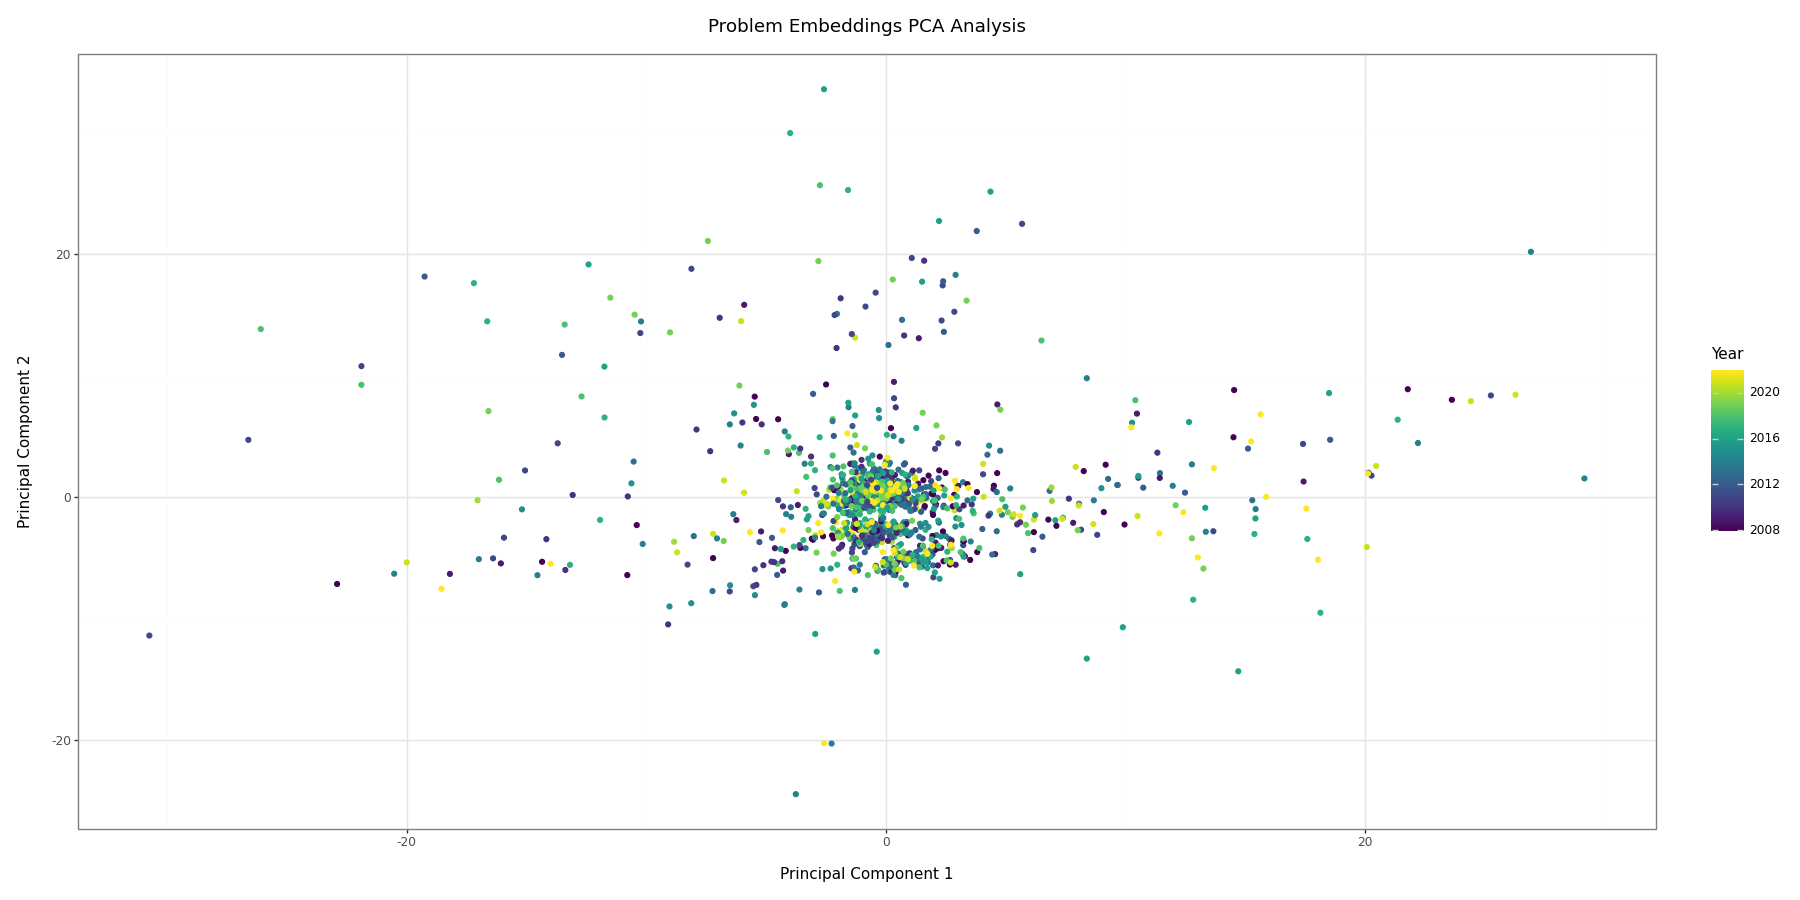 Problem Embeddings PCA Analysis
Principal Component 2
20
0
-20
-20
0
20
Principal Component 1
Year
2020
2016
2012
2008